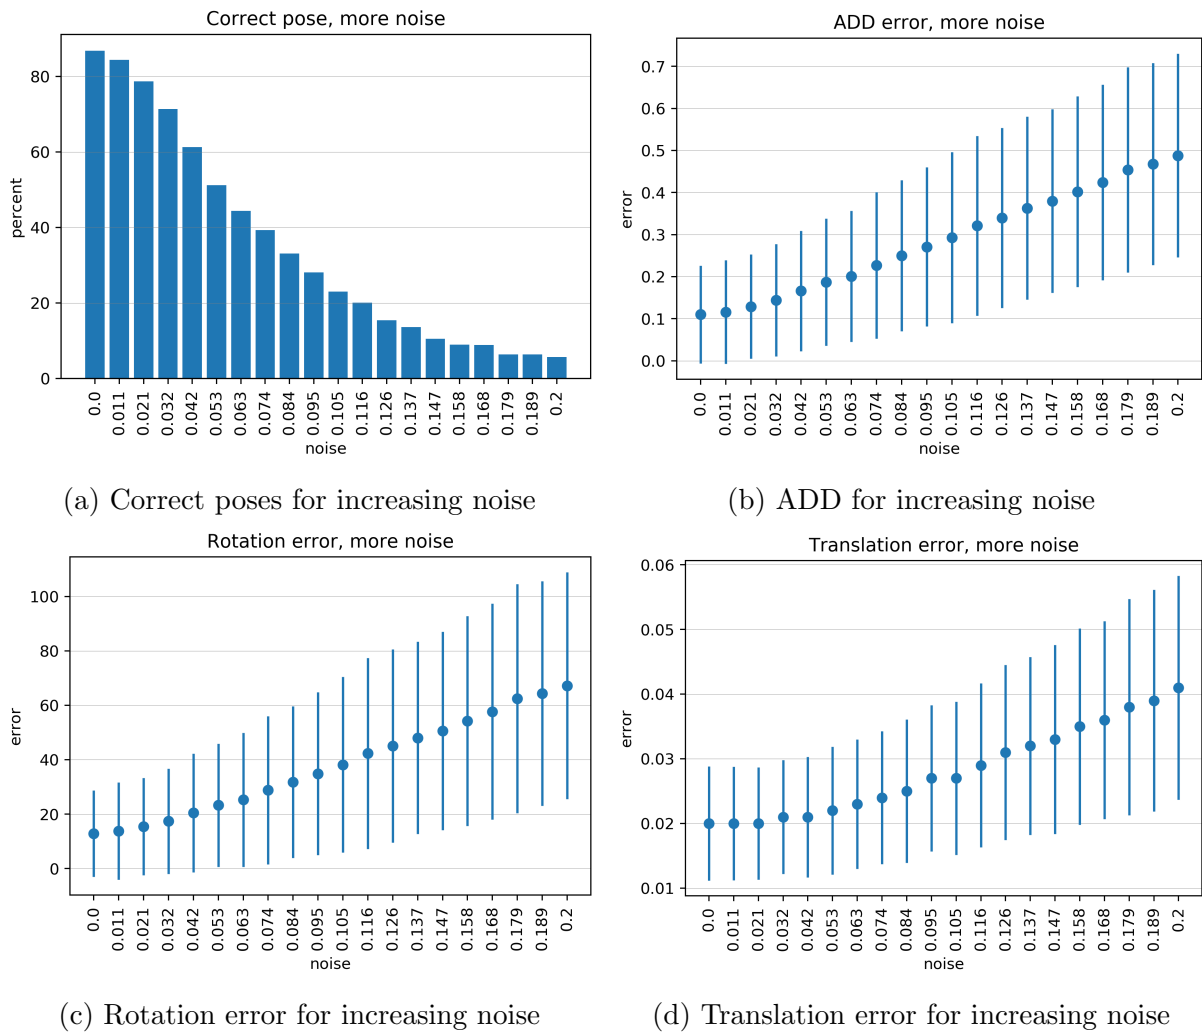 Correct pose, more noise
percent
80
60
40
20
0
0.0 0.011 0.021 0.032 0.042 0.053 0.063 0.074 0.084 0.095 0.105 0.116 0.126 0.137 0.147 0.158 0.168 0.179 0.189 0.2
noise
(a) Correct poses for increasing noise
ADD error, more noise
error
0.7
0.6
0.5
0.4
0.3
0.2
0.1
0.0
0.0 0.011 0.021 0.032 0.042 0.053 0.063 0.074 0.084 0.095 0.105 0.116 0.126 0.137 0.147 0.158 0.168 0.179 0.189 0.2
noise
(b) ADD for increasing noise
Rotation error, more noise
error
100
80
60
40
20
0
0.0 0.011 0.021 0.032 0.042 0.053 0.063 0.074 0.084 0.095 0.105 0.116 0.126 0.137 0.147 0.158 0.168 0.179 0.189 0.2
noise
(c) Rotation error for increasing noise
Translation error, more noise
error
0.06
0.05
0.04
0.03
0.02
0.01
0.0 0.011 0.021 0.032 0.042 0.053 0.063 0.074 0.084 0.095 0.105 0.116 0.126 0.137 0.147 0.158 0.168 0.179 0.189 0.2
noise
(d) Translation error for increasing noise